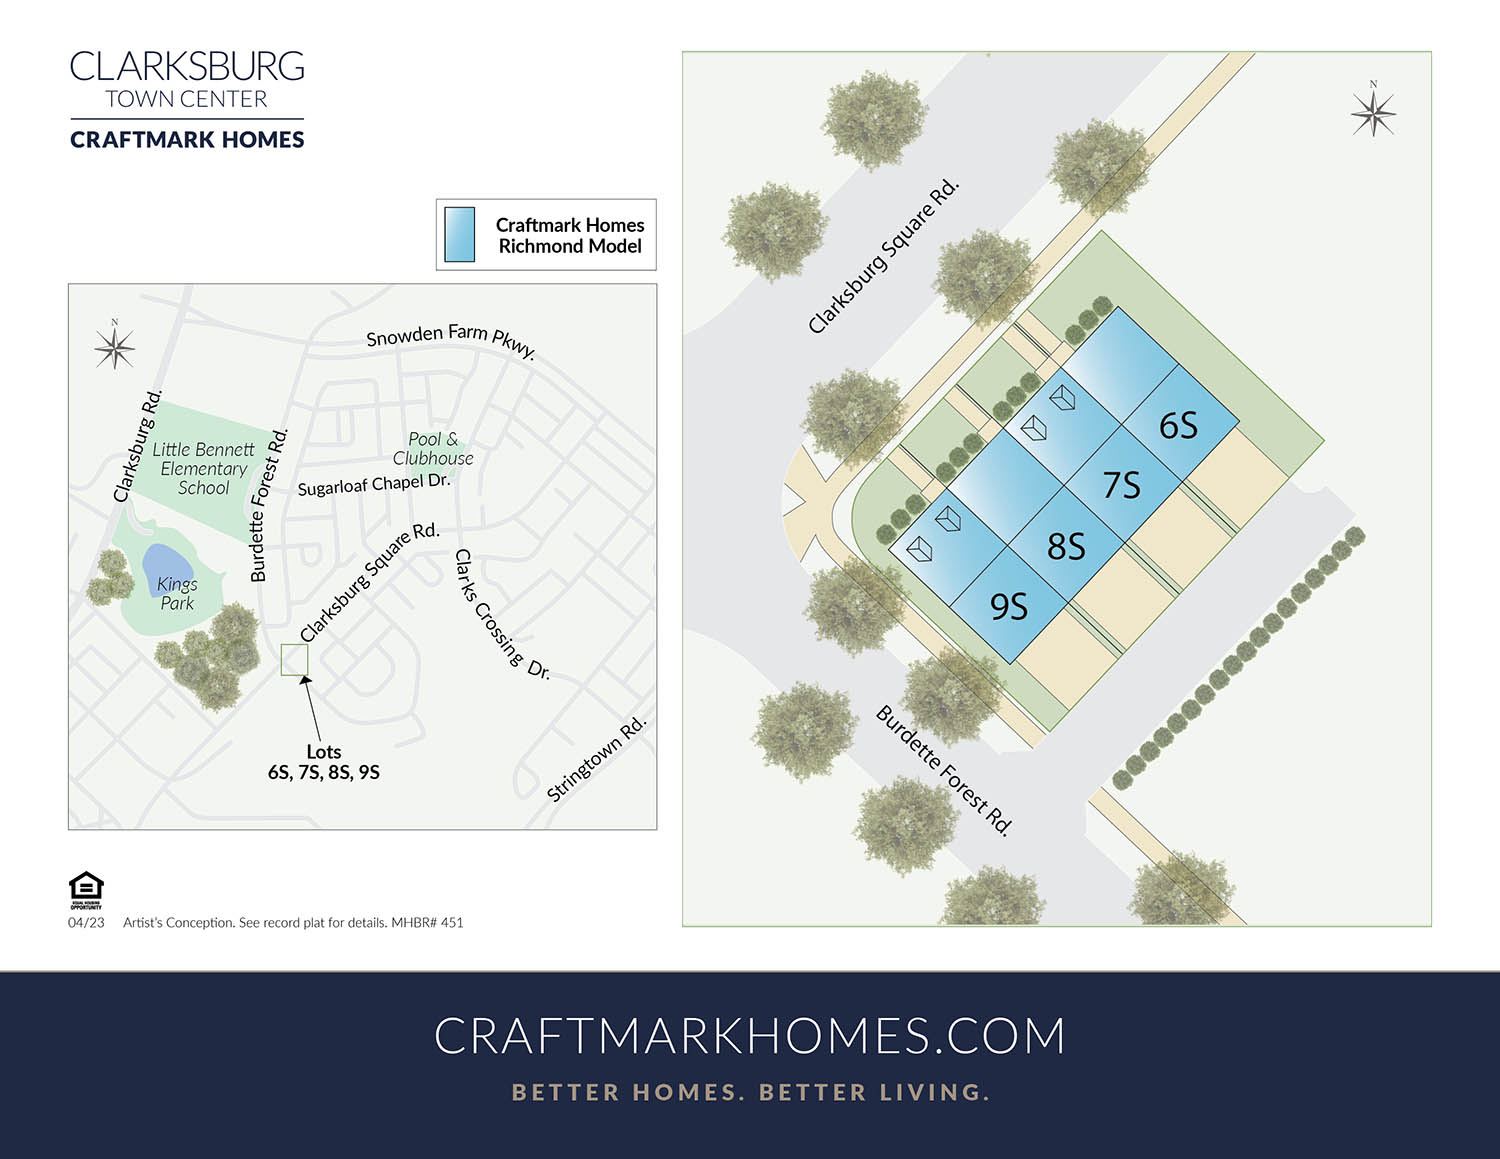 CLARKSBURG
TOWN CENTER
CRAFTMARK HOMES
Craftmark Homes
Richmond Model
N
Snowden Farm Pkwy.
Clarksburg Rd.
Little Bennett
Elementary
School
Burdette Forest Rd.
Pool &
Clubhouse
Sugarloaf Chapel Dr.
Clarksburg Square Rd.
Clarks Crossing Dr.
Kings
Park
Lots
6S, 7S, 8S, 9S
Stringtown Rd.
N
Clarksburg Square Rd.
6S
7S
8S
9S
Burdette Forest Rd.
EQUAL HOUSING
OPPORTUNITY
04/23 Artist's Conception. See record plat for details. MHBR# 451
CRAFTMARKHOMES.COM
BETTER HOMES. BETTER LIVING.